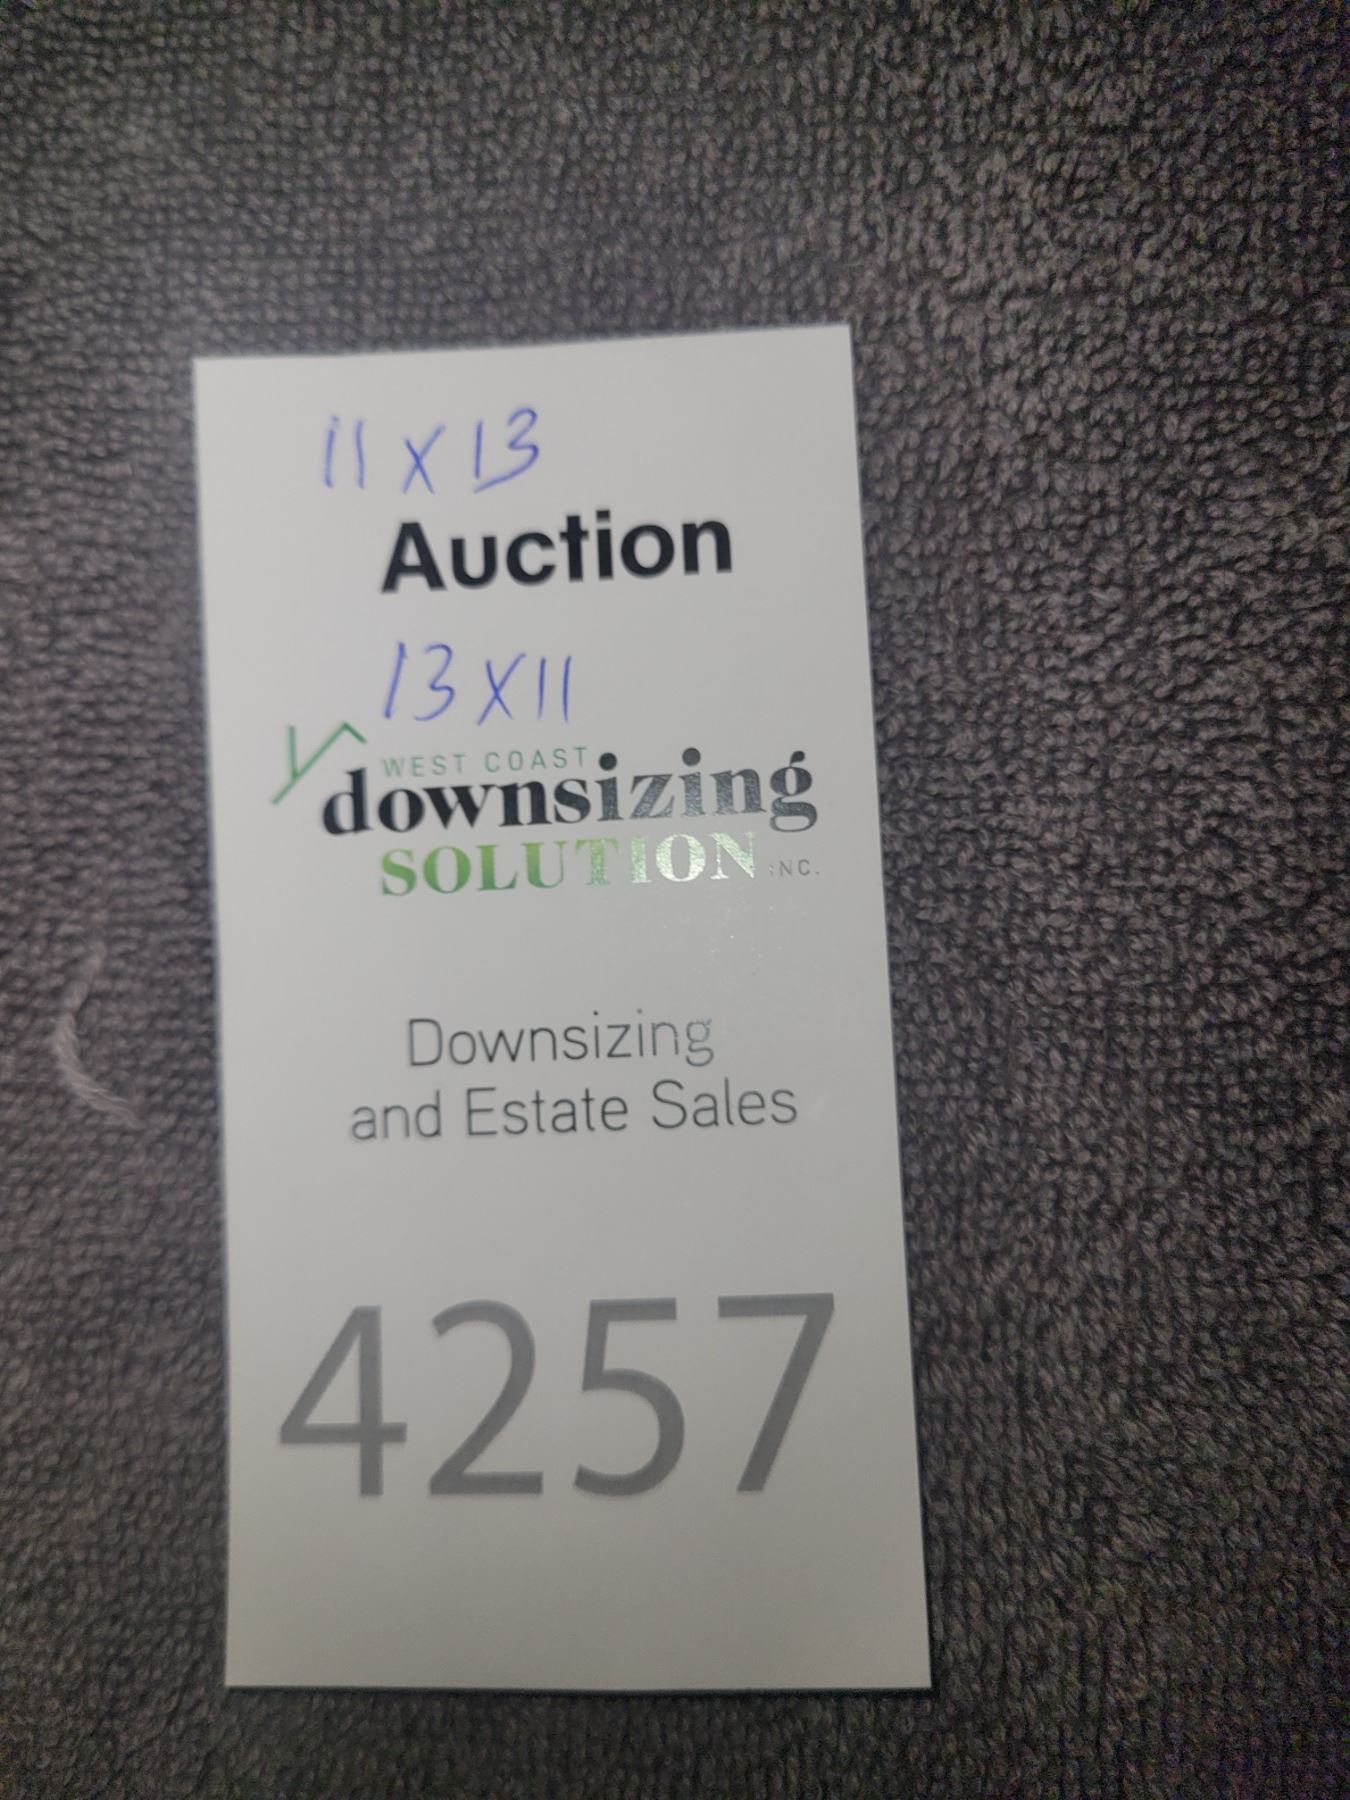 11 X 13
Auction
13 X 11
WEST COAST
downsizing
SOLUTION INC.
Downsizing
and Estate Sales
4257